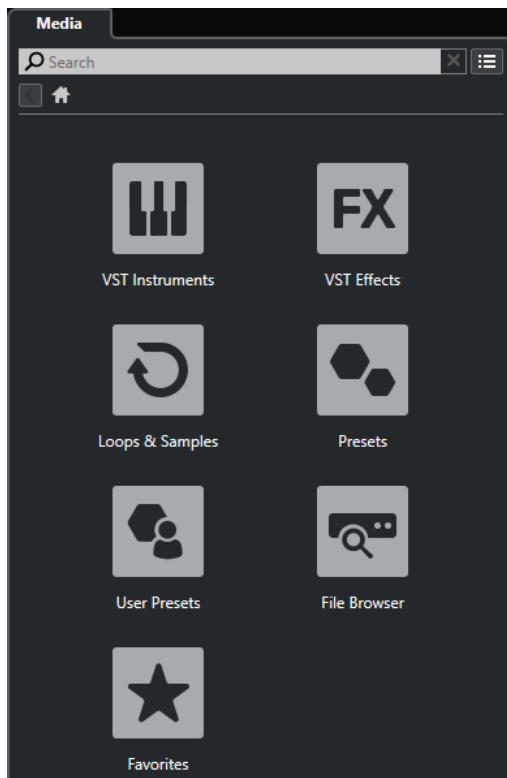 Media
Search
VST Instruments
FX
VST Effects
Loops & Samples
Presets
User Presets
File Browser
Favorites